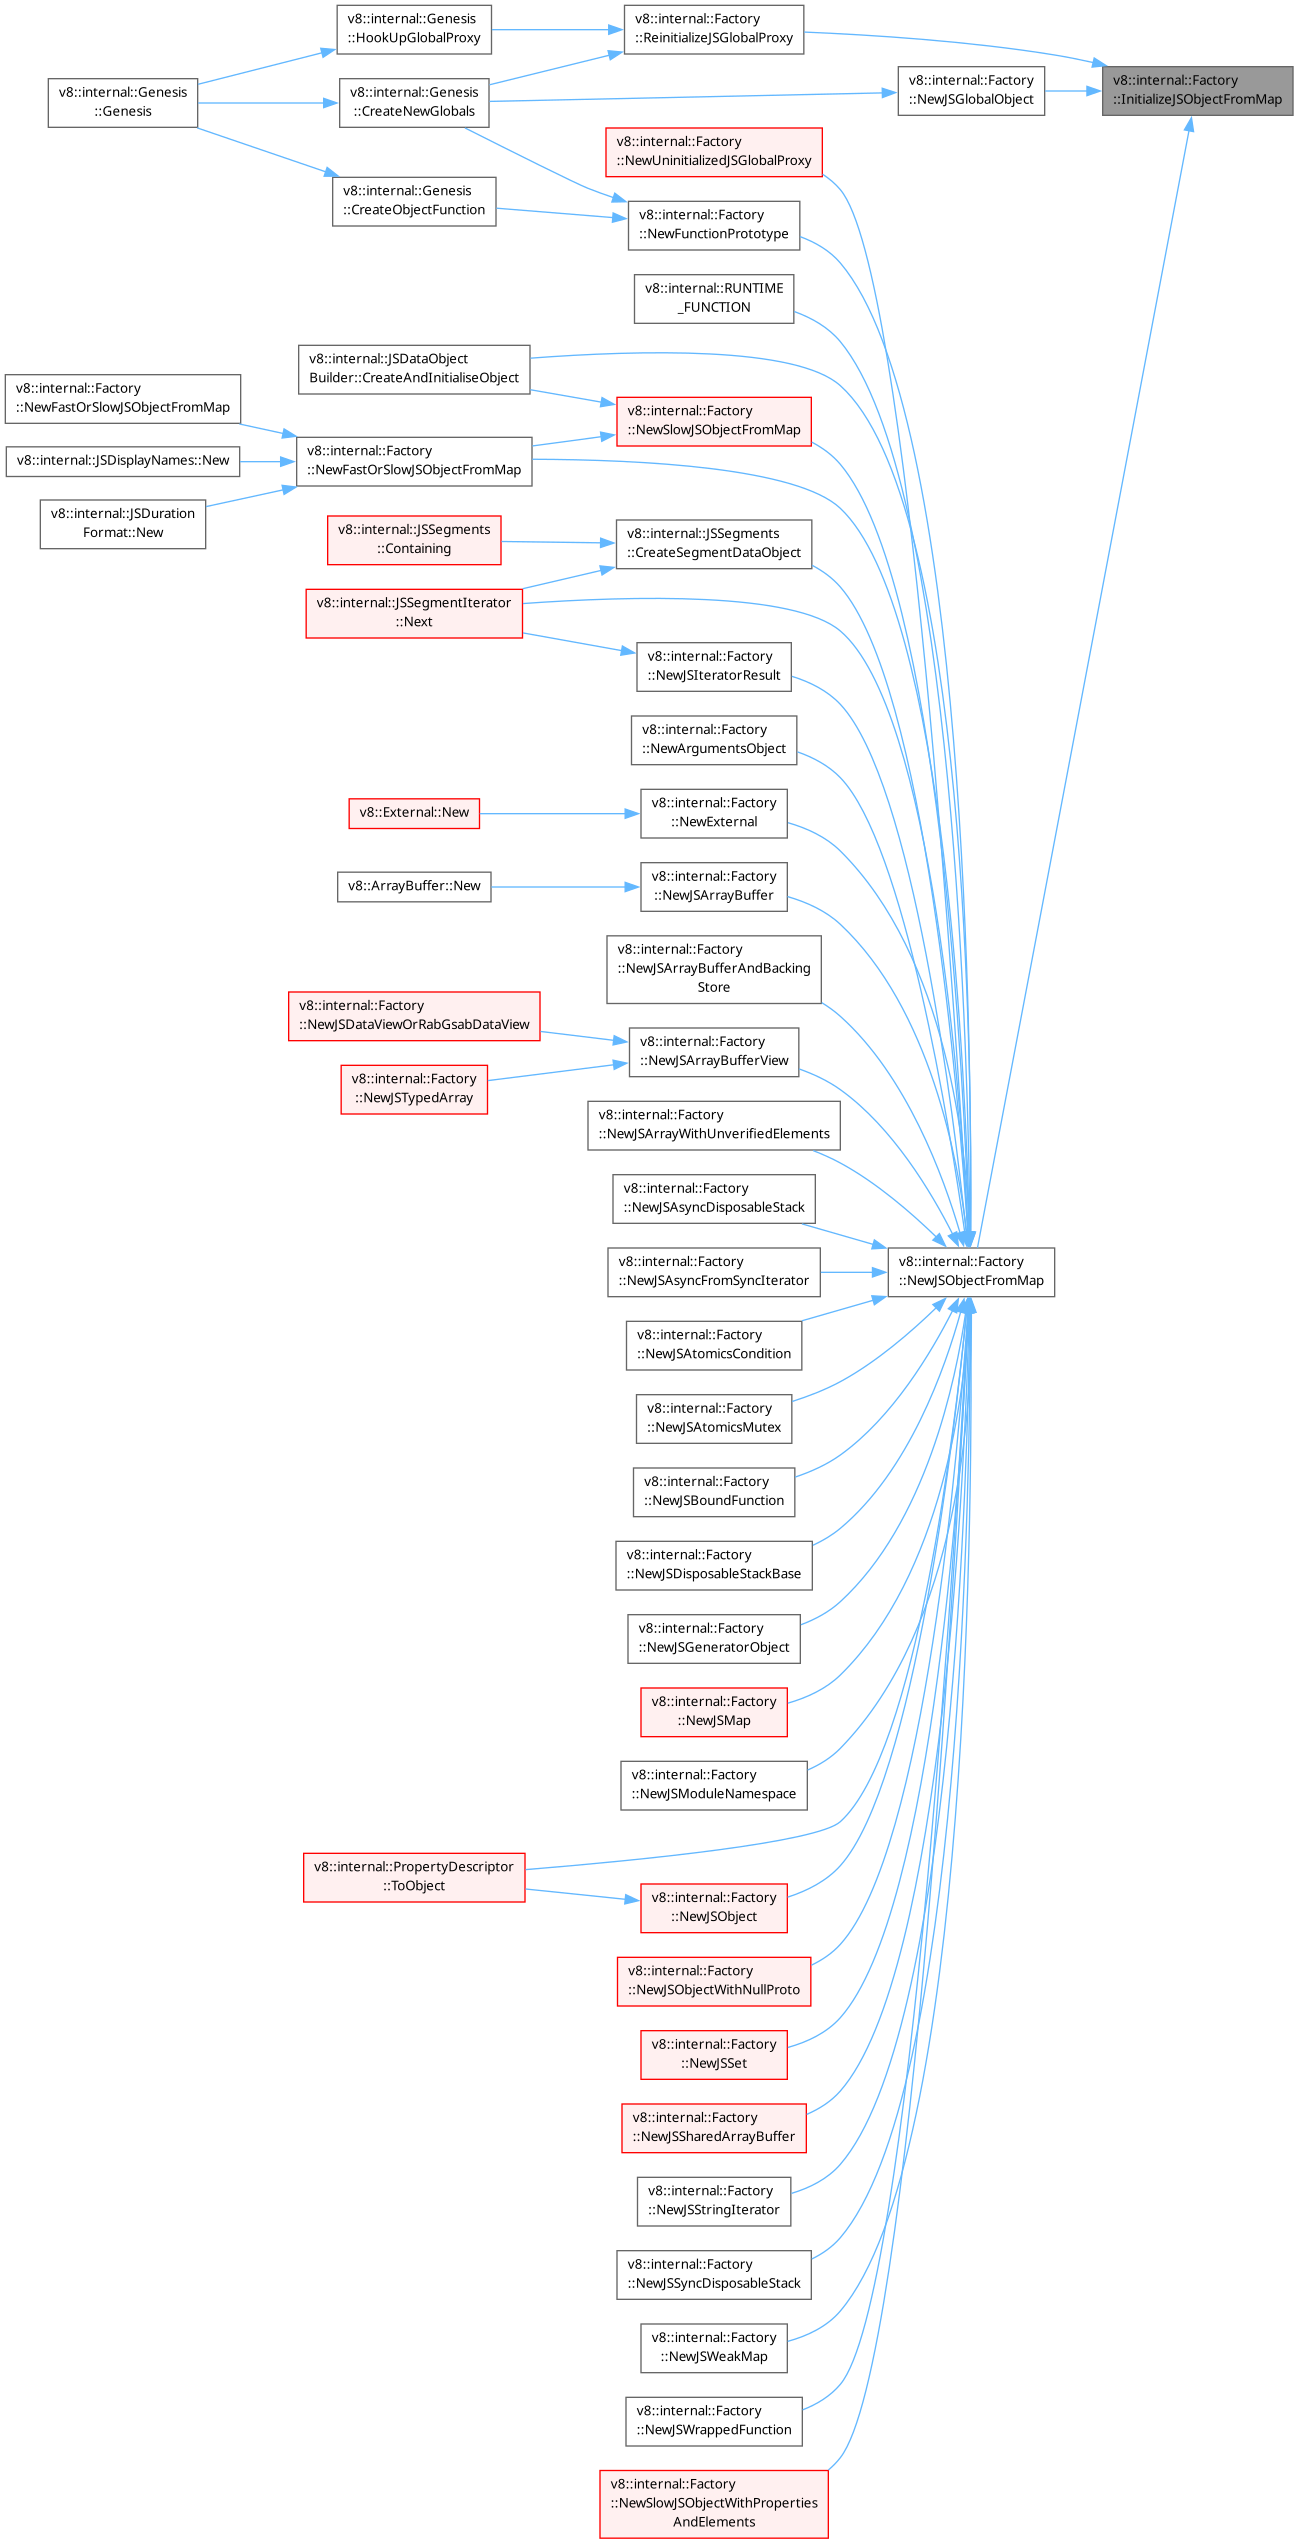 v8::internal::Genesis
::HookUpGlobalProxy
v8::internal::Factory
::ReinitializeJSGlobalProxy
v8::internal::Genesis
::Genesis
v8::internal::Genesis
::CreateNewGlobals
v8::internal::Factory
::NewJSGlobalObject
v8::internal::Factory
::InitializeJSObjectFromMap
v8::internal::Factory
::NewUninitializedJSGlobalProxy
v8::internal::Genesis
::CreateObjectFunction
v8::internal::Factory
::NewFunctionPrototype
v8::internal::RUNTIME
_FUNCTION
v8::internal::JSDataObject
Builder::CreateAndInitialiseObject
v8::internal::Factory
::NewFastOrSlowJSObjectFromMap
v8::internal::Factory
::NewSlowJSObjectFromMap
v8::internal::JSDisplayNames::New
v8::internal::Factory
::NewFastOrSlowJSObjectFromMap
v8::internal::JSDuration
Format::New
v8::internal::JSSegments
::Containing
v8::internal::JSSegments
::CreateSegmentDataObject
v8::internal::JSSegmentIterator
::Next
v8::internal::Factory
::NewJSIteratorResult
v8::internal::Factory
::NewArgumentsObject
v8::External::New
v8::internal::Factory
::NewExternal
v8::ArrayBuffer::New
v8::internal::Factory
::NewJSArrayBuffer
v8::internal::Factory
::NewJSArrayBufferAndBacking
Store
v8::internal::Factory
::NewJSDataViewOrRabGsabDataView
v8::internal::Factory
::NewJSArrayBufferView
v8::internal::Factory
::NewJSTypedArray
v8::internal::Factory
::NewJSArrayWithUnverifiedElements
v8::internal::Factory
::NewJSAsyncDisposableStack
v8::internal::Factory
::NewJSAsyncFromSyncIterator
v8::internal::Factory
::NewJSObjectFromMap
v8::internal::Factory
::NewJSAtomicsCondition
v8::internal::Factory
::NewJSAtomicsMutex
v8::internal::Factory
::NewJSBoundFunction
v8::internal::Factory
::NewJSDisposableStackBase
v8::internal::Factory
::NewJSGeneratorObject
v8::internal::Factory
::NewJSMap
v8::internal::Factory
::NewJSModuleNamespace
v8::internal::PropertyDescriptor
::ToObject
v8::internal::Factory
::NewJSObject
v8::internal::Factory
::NewJSObjectWithNullProto
v8::internal::Factory
::NewJSSet
v8::internal::Factory
::NewJSSharedArrayBuffer
v8::internal::Factory
::NewJSStringIterator
v8::internal::Factory
::NewJSSyncDisposableStack
v8::internal::Factory
::NewJSWeakMap
v8::internal::Factory
::NewJSWrappedFunction
v8::internal::Factory
::NewSlowJSObjectWithProperties
AndElements